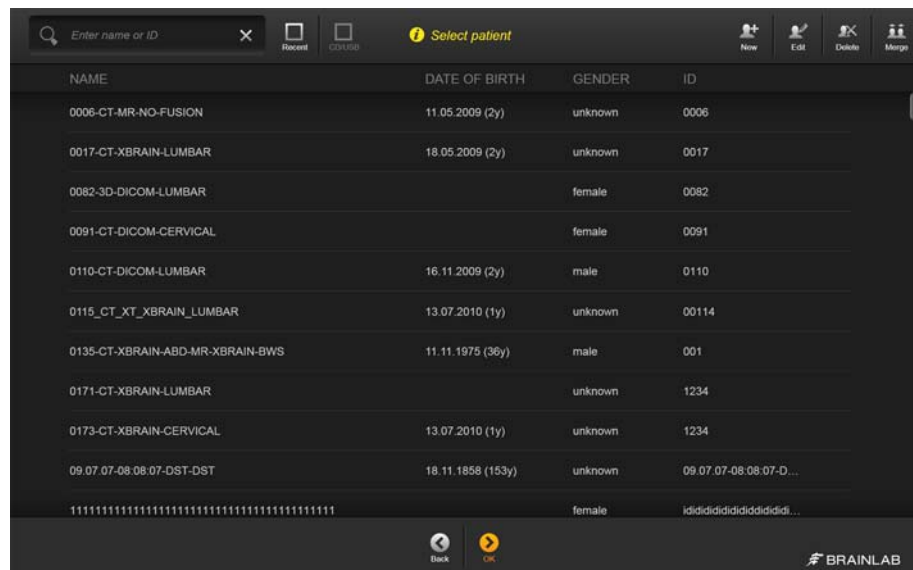 Enter name or ID Recent CD/USB Select patient New Edit Delete Merge
NAME DATE OF BIRTH GENDER ID
0006-CT-MR-NO-FUSION 11.05.2009 (2y) unknown 0006
0017-CT-XBRAIN-LUMBAR 18.05.2009 (2y) unknown 0017
0082-3D-DICOM-LUMBAR female 0082
0091-CT-DICOM-CERVICAL female 0091
0110-CT-DICOM-LUMBAR 16.11.2009 (2y) male 0110
0115_CT_XT_XBRAIN_LUMBAR 13.07.2010 (1y) unknown 00114
0135-CT-XBRAIN-ABD-MR-XBRAIN-BWS 11.11.1975 (36y) male 001
0171-CT-XBRAIN-LUMBAR unknown 1234
0173-CT-XBRAIN-CERVICAL 13.07.2010 (1y) unknown 1234
09.07.07-08:08:07-DST-DST 18.11.1858 (153y) unknown 09.07.07-08:08:07-D...
female
Back OK
BRAINLAB